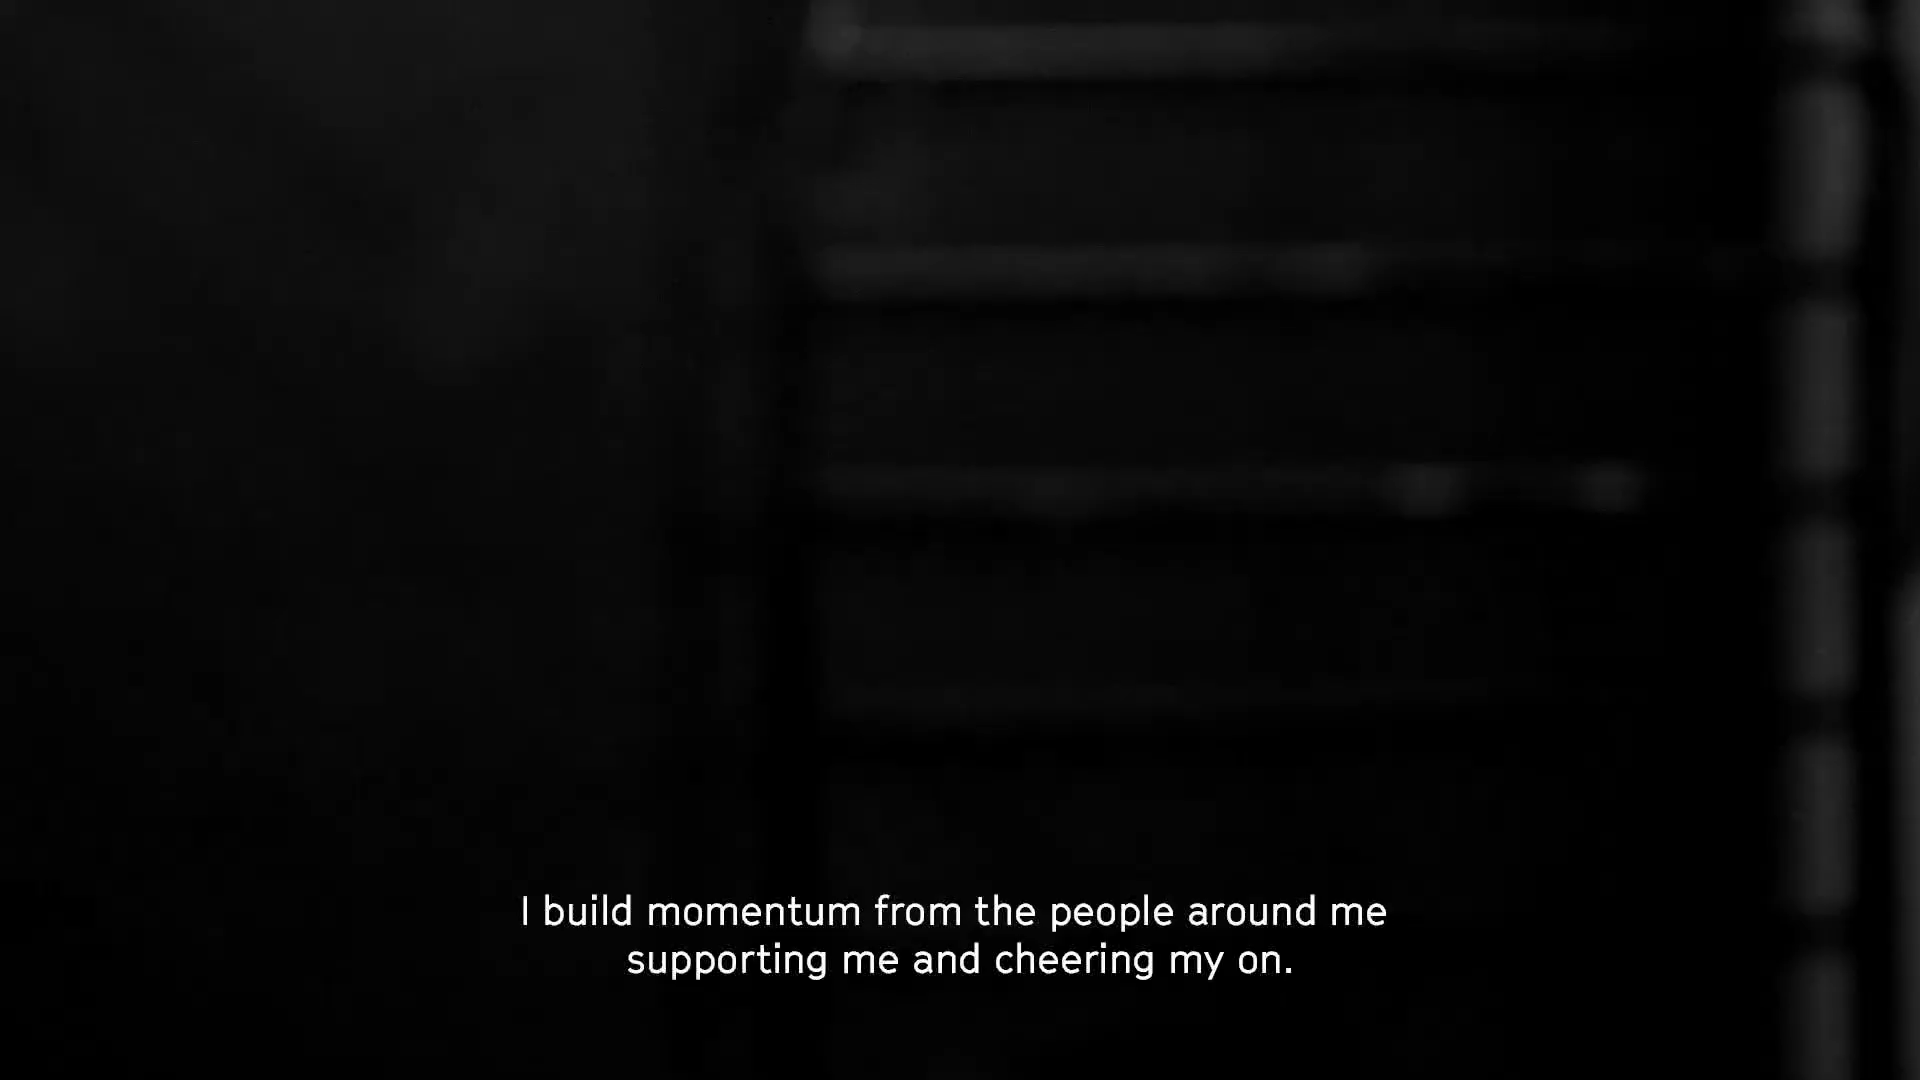 I build momentum from the people around me
supporting me and cheering my on.